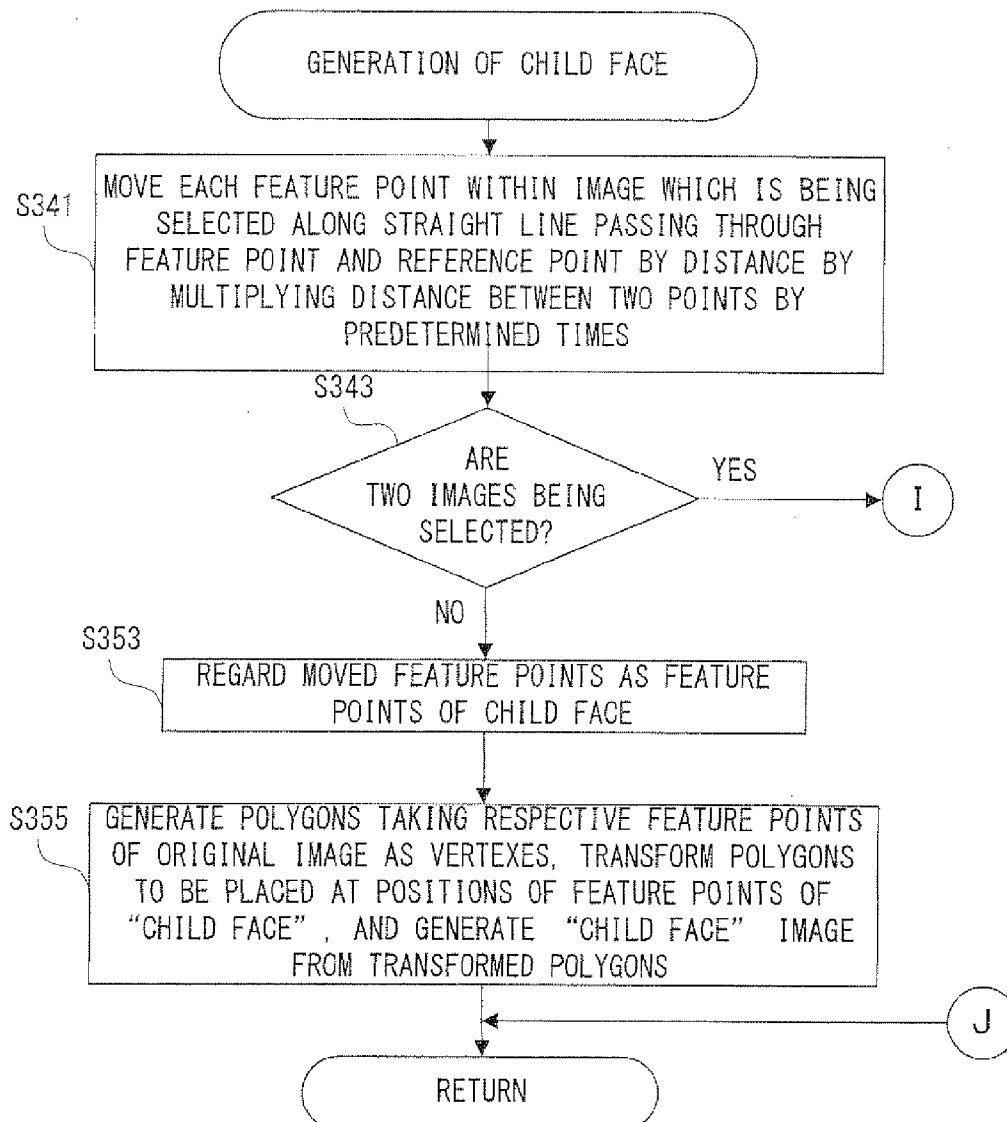 GENERATION OF CHILD FACE
S341
MOVE EACH FEATURE POINT WITHIN IMAGE WHICH IS BEING
SELECTED ALONG STRAIGHT LINE PASSING THROUGH
FEATURE POINT AND REFERENCE POINT BY DISTANCE BY
MULTIPLYING DISTANCE BETWEEN TWO POINTS BY
PREDETERMINED TIMES
S343
ARE
TWO IMAGES BEING
SELECTED?
YES
I
NO
S353
REGARD MOVED FEATURE POINTS AS FEATURE
POINTS OF CHILD FACE
S355
GENERATE POLYGONS TAKING RESPECTIVE FEATURE POINTS
OF ORIGINAL IMAGE AS VERTEXES, TRANSFORM POLYGONS
TO BE PLACED AT POSITIONS OF FEATURE POINTS OF
“CHILD FACE”, AND GENERATE “CHILD FACE” IMAGE
FROM TRANSFORMED POLYGONS
J
RETURN